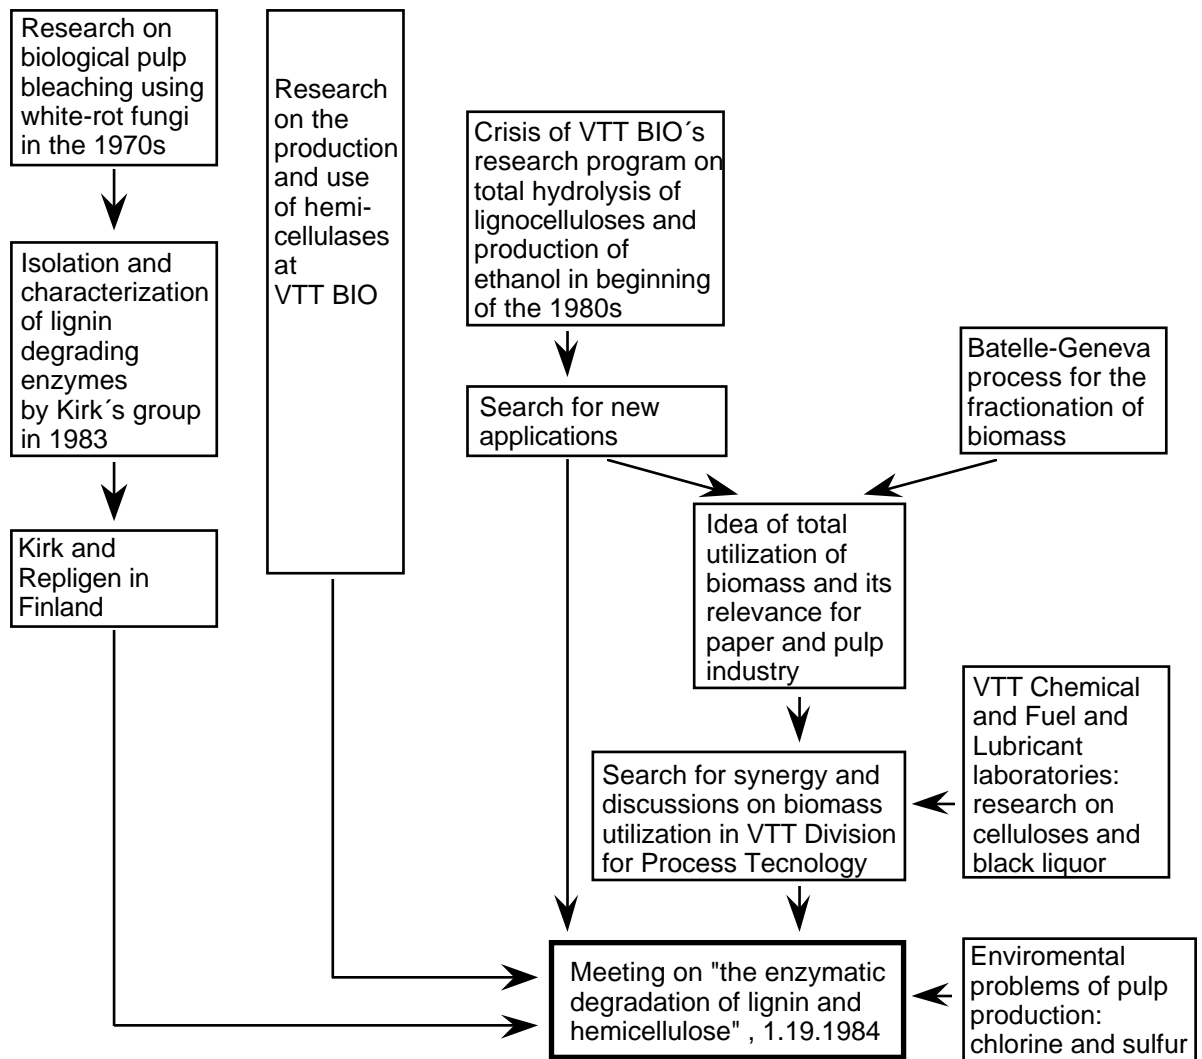 Research on
biological pulp
bleaching using
white-rot fungi
in the 1970s
Isolation and
characterization
of lignin
degrading
enzymes
by Kirk´s group
in 1983
Kirk and
Repligen in
Finland
Research
on the
production
and use
of hemi-
cellulases
at
VTT BIO
Crisis of VTT BIO´s
research program on
total hydrolysis of
lignocelluloses and
production of
ethanol in beginning
of the 1980s
Search for new
applications
Batelle-Geneva
process for the
fractionation of
biomass
Idea of total
utilization of
biomass and its
relevance for
paper and pulp
industry
VTT Chemical
and Fuel and
Lubricant
laboratories:
research on
celluloses and
black liquor
Search for synergy and
discussions on biomass
utilization in VTT Division
for Process Tecnology
Meeting on "the enzymatic
degradation of lignin and
hemicellulose" , 1.19.1984
Enviromental
problems of pulp
production:
chlorine and sulfur